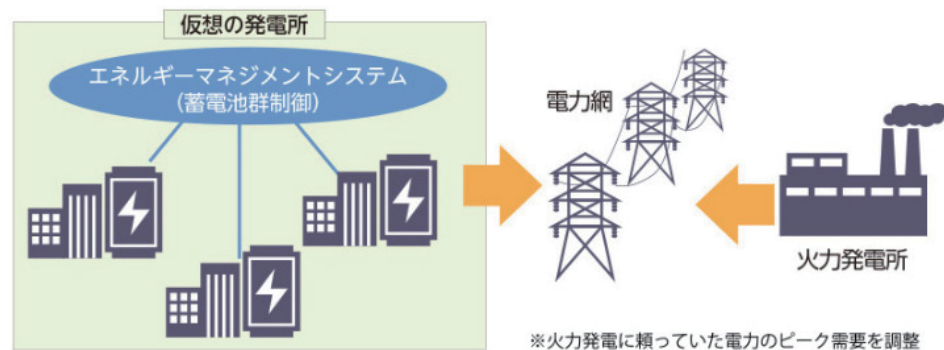 仮想の発電所
エネルギーマネジメントシステム
(蓄電池群制御)
電力網
火力発電所
※火力発電に頼っていた電力のピーク需要を調整